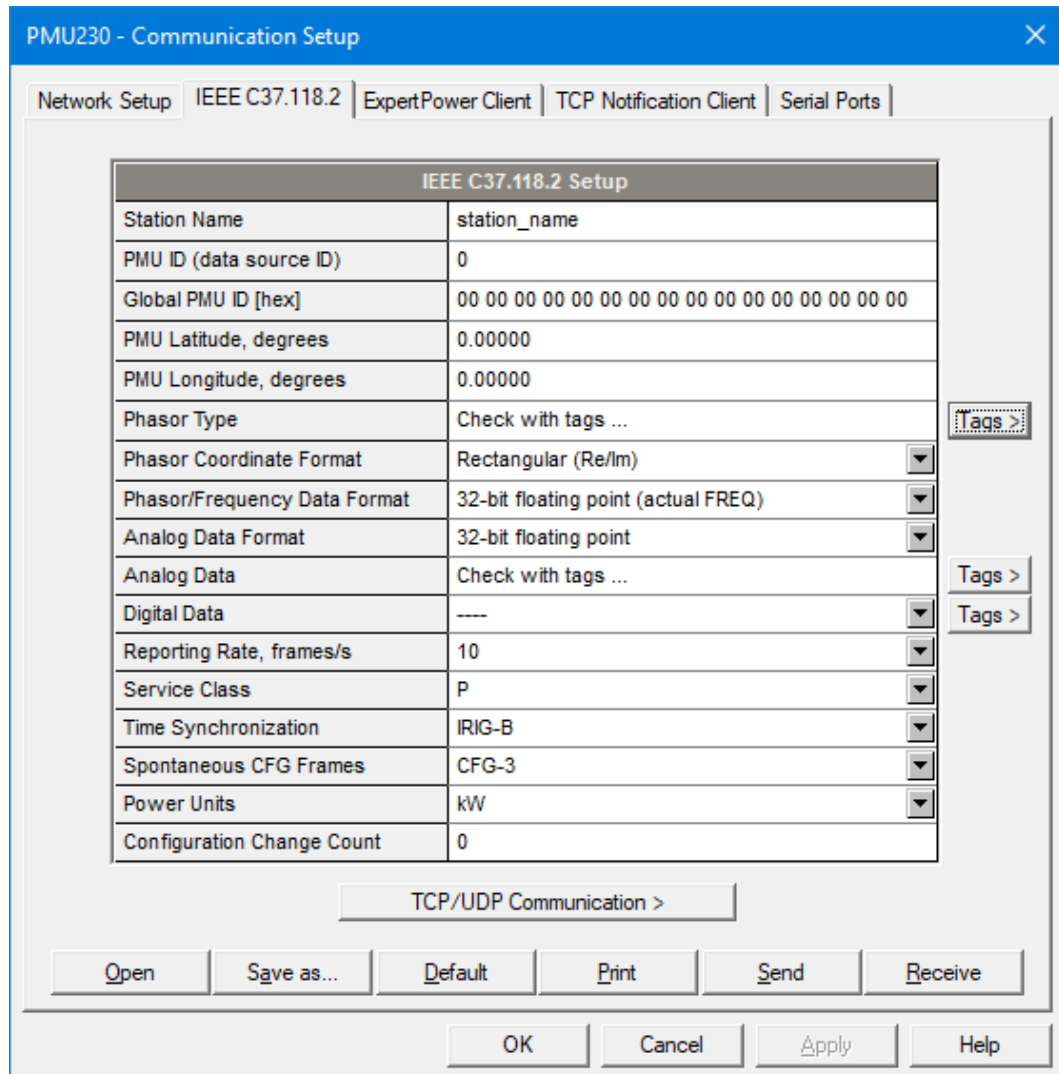 PMU230 - Communication Setup
Network Setup IEEE C37.118.2 ExpertPower Client TCP Notification Client Serial Ports
IEEE C37.118.2 Setup
Station Name station_name
PMU ID (data source ID) 0
Global PMU ID [hex] 00 00 00 00 00 00 00 00 00 00 00 00 00 00 00 00
PMU Latitude, degrees 0.00000
PMU Longitude, degrees 0.00000
Phasor Type Check with tags ... Tags >
Phasor Coordinate Format Rectangular (Re/Im)
Phasor/Frequency Data Format 32-bit floating point (actual FREQ)
Analog Data Format 32-bit floating point
Analog Data Check with tags ... Tags >
Digital Data ---- Tags >
Reporting Rate, frames/s 10
Service Class P
Time Synchronization IRIG-B
Spontaneous CFG Frames CFG-3
Power Units kW
Configuration Change Count 0
TCP/UDP Communication >
Open Save as... Default Print Send Receive
OK Cancel Apply Help